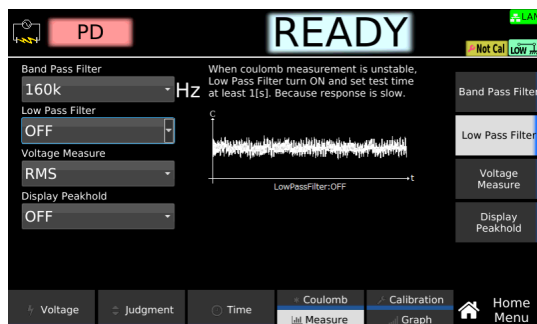 PD
READY
LAN
Not Cal
LOW
Band Pass Filter
160k
Hz
Low Pass Filter
OFF
Voltage Measure
RMS
Display Peakhold
OFF
When coulomb measurement is unstable,
Low Pass Filter turn ON and set test time
at least 1[s]. Because response is slow.
C
t
LowPassFilter:OFF
Band Pass Filter
Low Pass Filter
Voltage
Measure
Display
Peakhold
Voltage
Judgment
Time
Coulomb
Measure
Calibration
Graph
Home
Menu